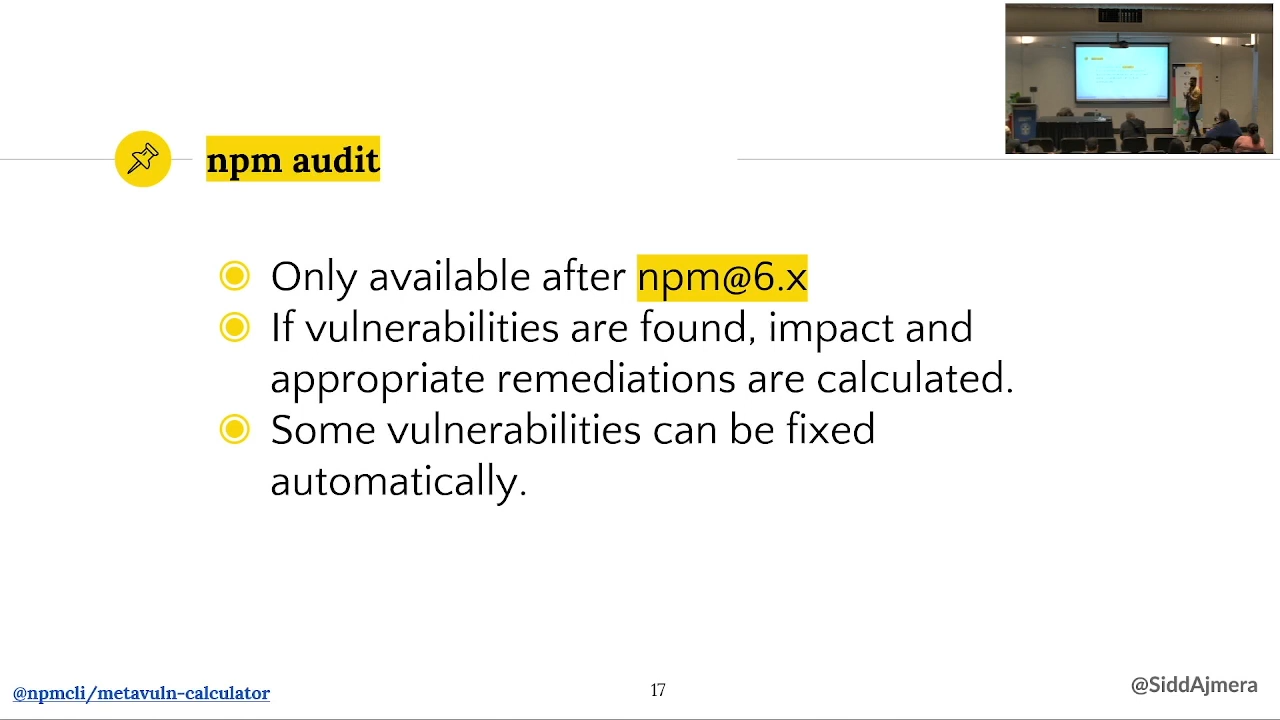 npm audit
Only available after npm@6.x
If vulnerabilities are found, impact and
appropriate remediations are calculated.
Some vulnerabilities can be fixed
automatically.
@npmcli/metavuln-calculator
17
@SiddAjmera